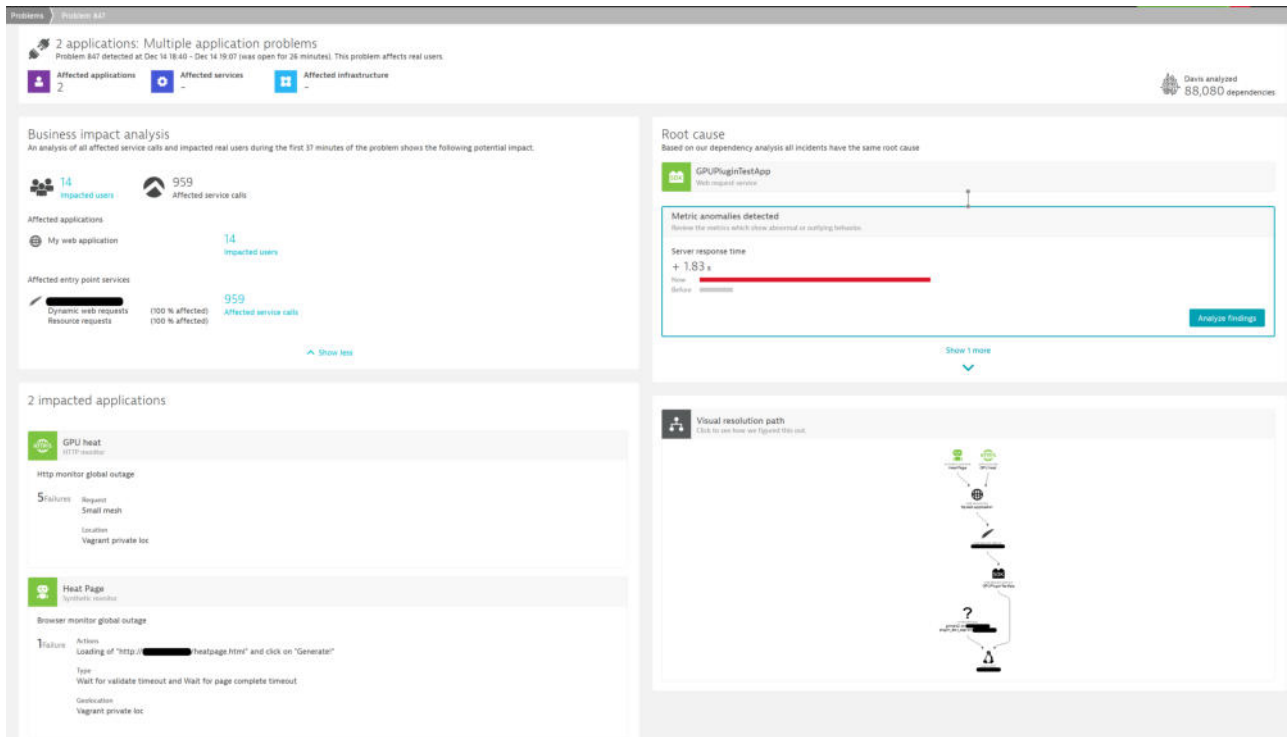 Problems
Problem 847
2 applications: Multiple application problems
Problem 847 detected at Dec 14 18:40 - Dec 14 19:07 (was open for 26 minutes). This problem affects real users.
Affected applications
2
Affected services
-
Affected infrastructure
-
Davis analyzed
88,080 dependencies
Business impact analysis
An analysis of all affected service calls and impacted real users during the first 37 minutes of the problem shows the following potential impact.
14
Impacted users
959
Affected service calls
Affected applications
My web application
14
Impacted users
Affected entry point services
959
Dynamic web requests (100 % affected) Affected service calls
Resource requests (100 % affected)
Show less
2 impacted applications
GPU heat
HTTP monitor
Http monitor global outage
5 Failures
Request
Small mesh
Location
Vagrant private loc
Heat Page
Synthetic monitor
Browser monitor global outage
1 Failure
Actions
Loading of "http:// /heatpage.html" and click on "Generate!"
Type
Wait for validate timeout and Wait for page complete timeout
Geolocation
Vagrant private loc
Root cause
Based on our dependency analysis all incidents have the same root cause
GPUPluginTestApp
Web request service
Metric anomalies detected
Review the metrics which show abnormal or outlying behavior.
Server response time
+ 1.83 s
Now
Before
Analyze findings
Show 1 more
Visual resolution path
Click to see how we figured this out.
Heat Page
GPU heat
My web application
GPUPluginTestApp
?